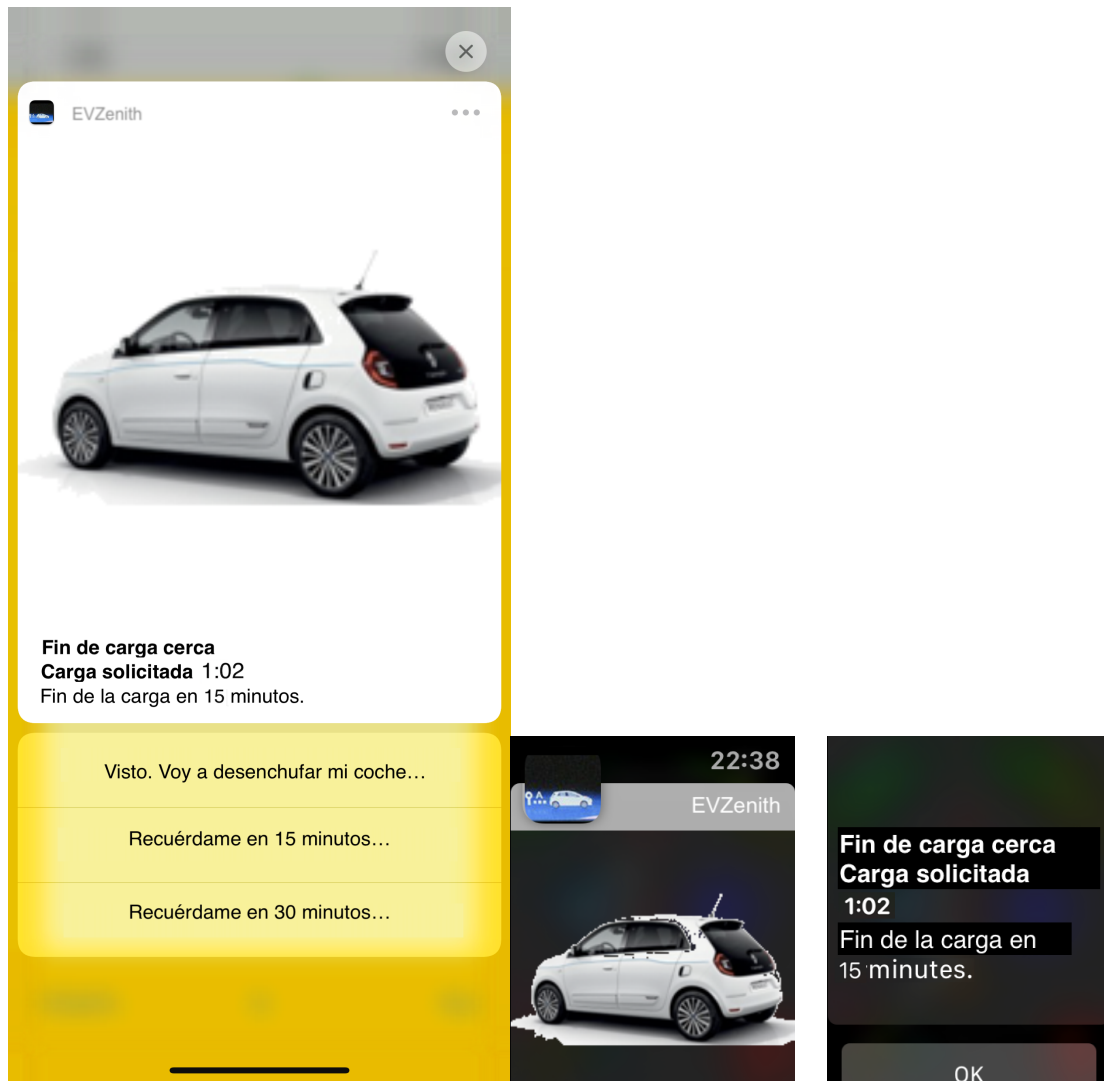 EVZenith
Fin de carga cerca
Carga solicitada 1:02
Fin de la carga en 15 minutos.
Visto. Voy a desenchufar mi coche…
Recuérdame en 15 minutos…
Recuérdame en 30 minutos…
22:38
EVZenith
Fin de carga cerca
Carga solicitada
1:02
Fin de la carga en
15 minutes.
OK